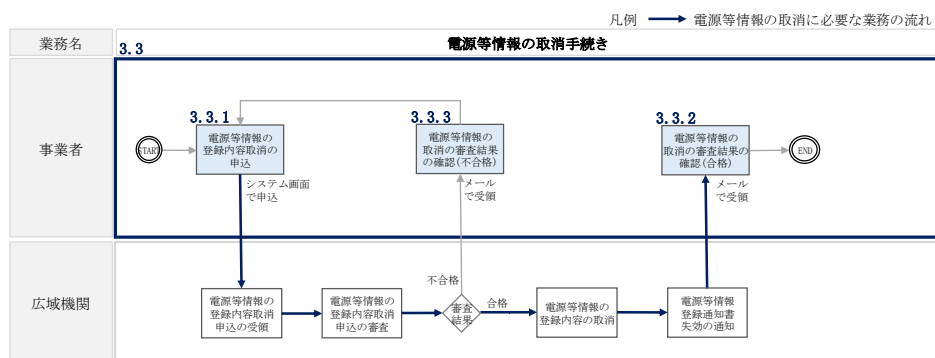 凡例 電源等情報の取消に必要な業務の流れ
業務名
3.3
電源等情報の取消手続き
事業者
START
3.3.1
電源等情報の
登録内容取消の
申込
3.3.3
電源等情報の
取消の審査結果
の確認(不合格)
3.3.2
電源等情報の
取消の審査結果の
確認(合格)
END
システム画面
で申込
メール
で受領
メール
で受領
広域機関
電源等情報の
登録内容取消
申込の受領
電源等情報の
登録内容取消
申込の審査
不合格
審査
結果
合格
電源等情報の
登録内容の取消
電源等情報
登録通知書
失効の通知